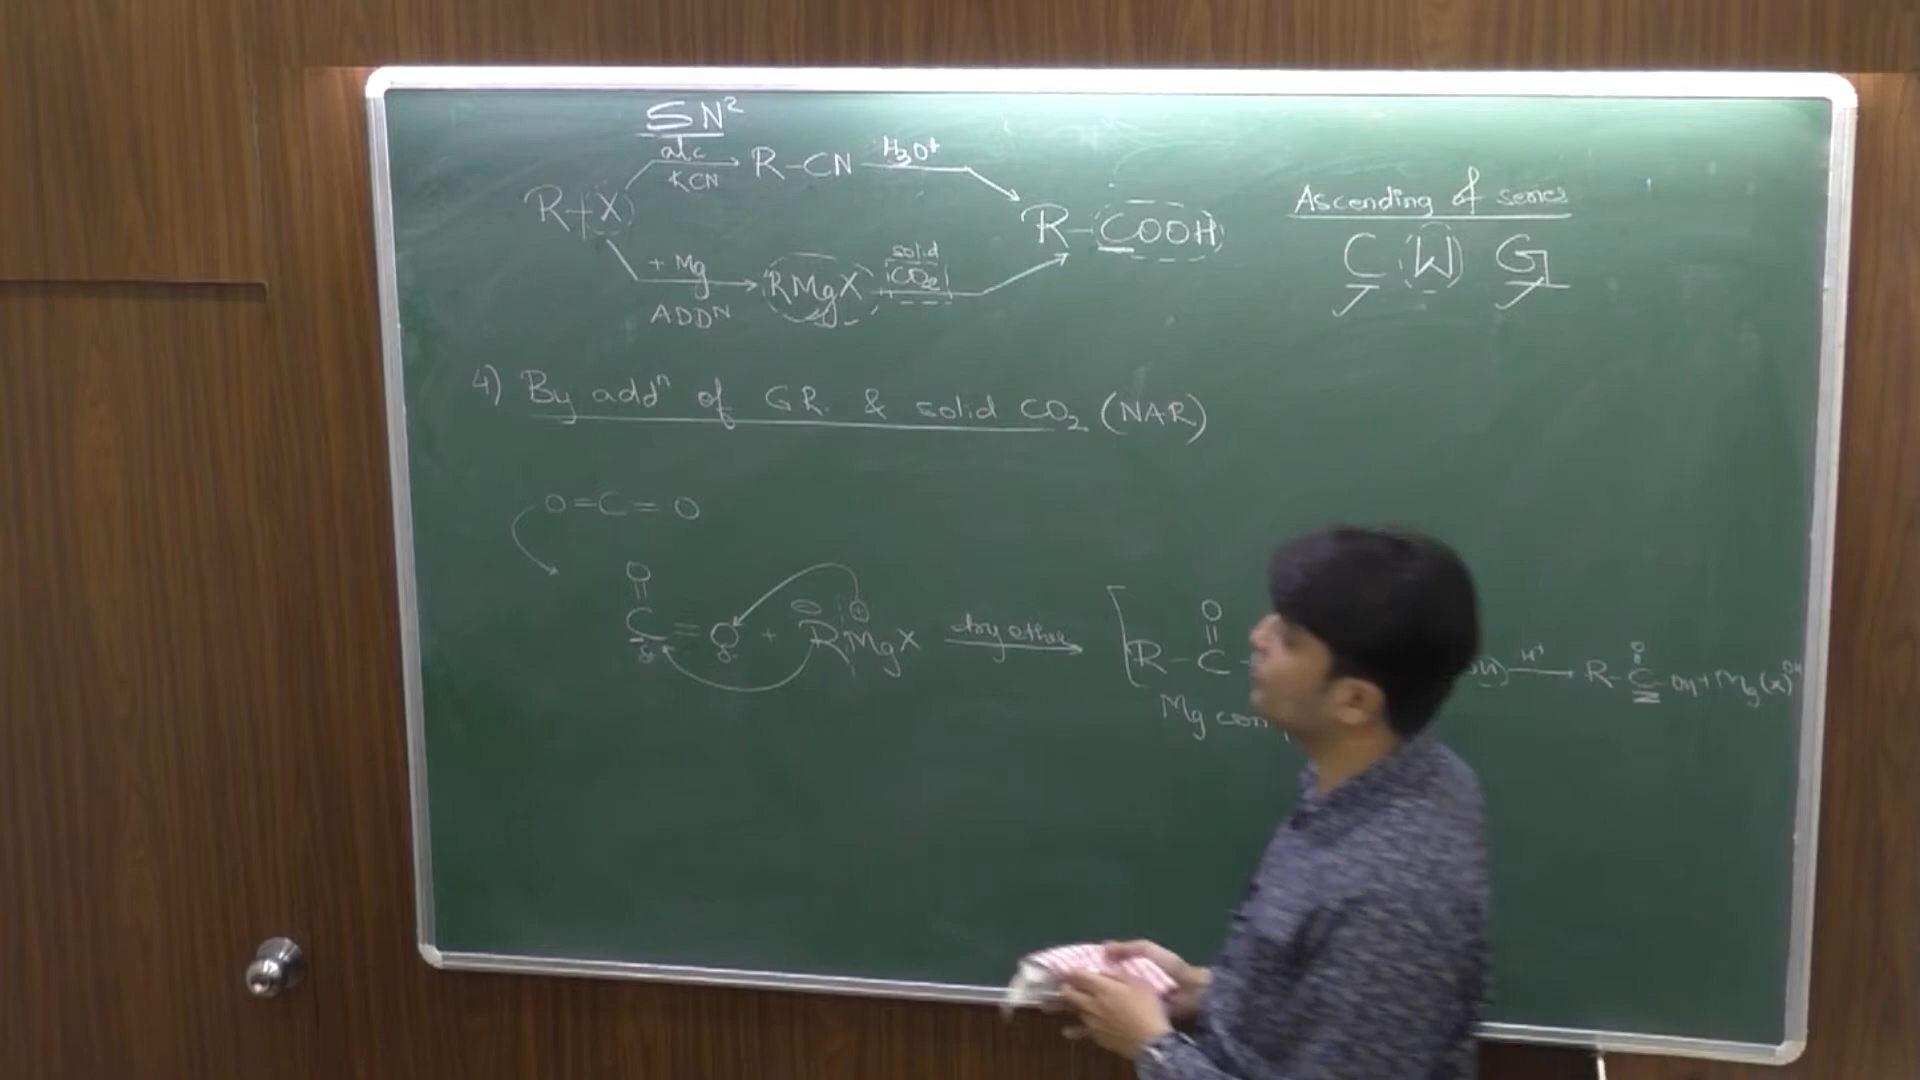 SN²
alc
R-X → R-CN H₃O⁺ →
KCN
Ascending of series
R-COOH
C W G
+ Mg → RMgX solid CO₂ →
ADDⁿ
4) By addⁿ of GR. & solid CO₂ (NAR)
O=C=O
O
||
C=O + RMgX dry ether →
O
||
[R-C-
H⁺ → R-C-OH + Mg(X)OH
Mg